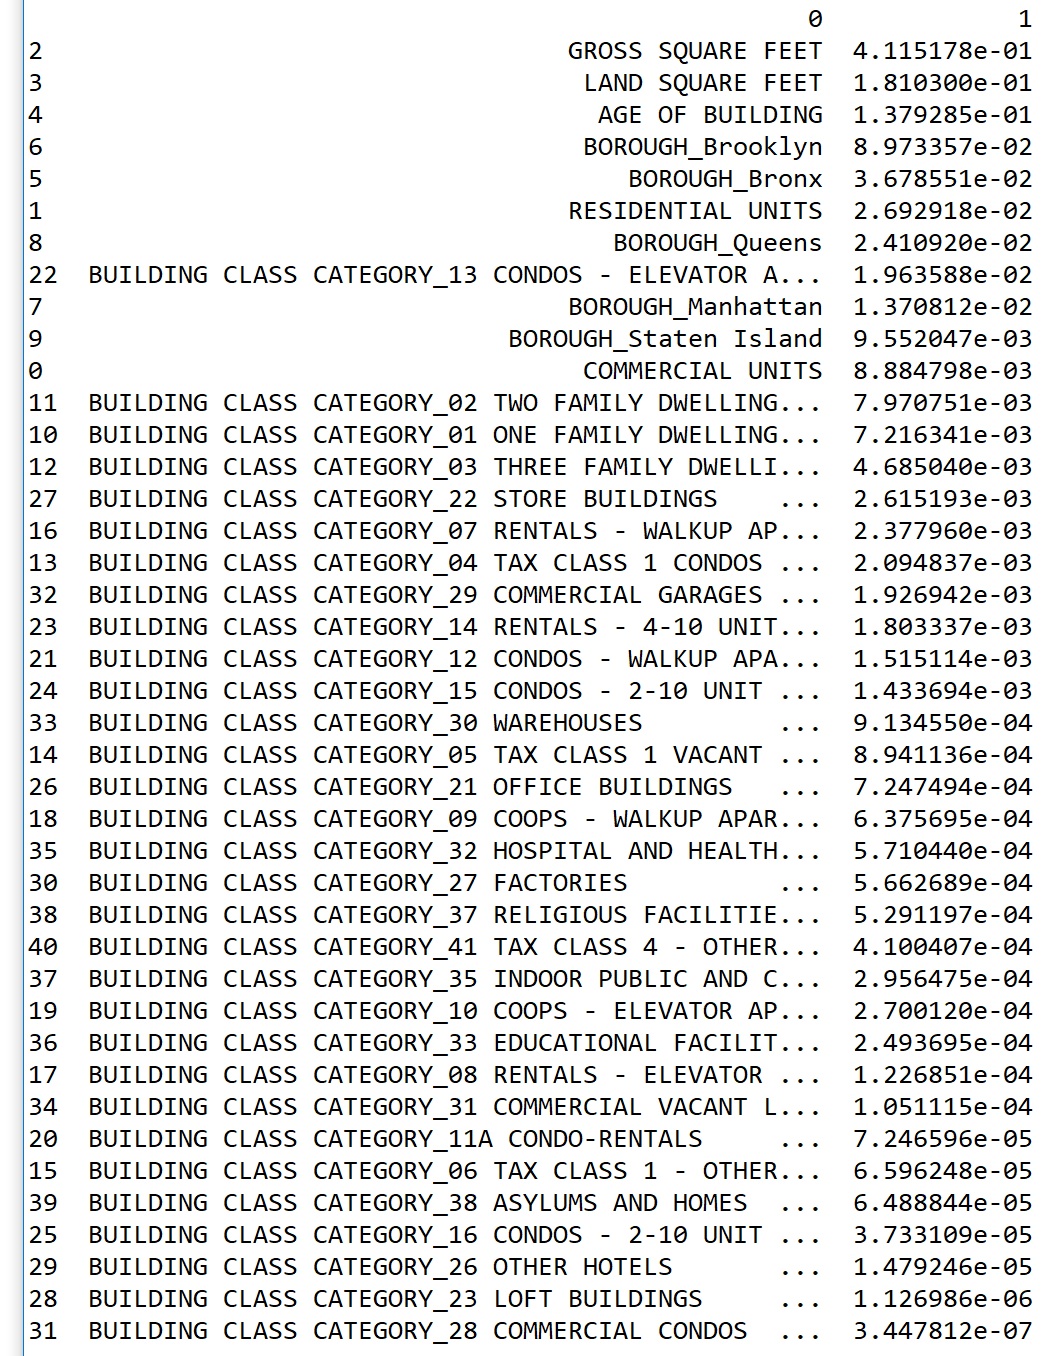 0 1
2 GROSS SQUARE FEET 4.115178e-01
3 LAND SQUARE FEET 1.810300e-01
4 AGE OF BUILDING 1.379285e-01
6 BOROUGH_Brooklyn 8.973357e-02
5 BOROUGH_Bronx 3.678551e-02
1 RESIDENTIAL UNITS 2.692918e-02
8 BOROUGH_Queens 2.410920e-02
22 BUILDING CLASS CATEGORY_13 CONDOS - ELEVATOR A... 1.963588e-02
7 BOROUGH_Manhattan 1.370812e-02
9 BOROUGH_Staten Island 9.552047e-03
0 COMMERCIAL UNITS 8.884798e-03
11 BUILDING CLASS CATEGORY_02 TWO FAMILY DWELLING... 7.970751e-03
10 BUILDING CLASS CATEGORY_01 ONE FAMILY DWELLING... 7.216341e-03
12 BUILDING CLASS CATEGORY_03 THREE FAMILY DWELLI... 4.685040e-03
27 BUILDING CLASS CATEGORY_22 STORE BUILDINGS ... 2.615193e-03
16 BUILDING CLASS CATEGORY_07 RENTALS - WALKUP AP... 2.377960e-03
13 BUILDING CLASS CATEGORY_04 TAX CLASS 1 CONDOS ... 2.094837e-03
32 BUILDING CLASS CATEGORY_29 COMMERCIAL GARAGES ... 1.926942e-03
23 BUILDING CLASS CATEGORY_14 RENTALS - 4-10 UNIT... 1.803337e-03
21 BUILDING CLASS CATEGORY_12 CONDOS - WALKUP APA... 1.515114e-03
24 BUILDING CLASS CATEGORY_15 CONDOS - 2-10 UNIT ... 1.433694e-03
33 BUILDING CLASS CATEGORY_30 WAREHOUSES ... 9.134550e-04
14 BUILDING CLASS CATEGORY_05 TAX CLASS 1 VACANT ... 8.941136e-04
26 BUILDING CLASS CATEGORY_21 OFFICE BUILDINGS ... 7.247494e-04
18 BUILDING CLASS CATEGORY_09 COOPS - WALKUP APAR... 6.375695e-04
35 BUILDING CLASS CATEGORY_32 HOSPITAL AND HEALTH... 5.710440e-04
30 BUILDING CLASS CATEGORY_27 FACTORIES ... 5.662689e-04
38 BUILDING CLASS CATEGORY_37 RELIGIOUS FACILITIE... 5.291197e-04
40 BUILDING CLASS CATEGORY_41 TAX CLASS 4 - OTHER... 4.100407e-04
37 BUILDING CLASS CATEGORY_35 INDOOR PUBLIC AND C... 2.956475e-04
19 BUILDING CLASS CATEGORY_10 COOPS - ELEVATOR AP... 2.700120e-04
36 BUILDING CLASS CATEGORY_33 EDUCATIONAL FACILIT... 2.493695e-04
17 BUILDING CLASS CATEGORY_08 RENTALS - ELEVATOR ... 1.226851e-04
34 BUILDING CLASS CATEGORY_31 COMMERCIAL VACANT L... 1.051115e-04
20 BUILDING CLASS CATEGORY_11A CONDO-RENTALS ... 7.246596e-05
15 BUILDING CLASS CATEGORY_06 TAX CLASS 1 - OTHER... 6.596248e-05
39 BUILDING CLASS CATEGORY_38 ASYLUMS AND HOMES ... 6.488844e-05
25 BUILDING CLASS CATEGORY_16 CONDOS - 2-10 UNIT ... 3.733109e-05
29 BUILDING CLASS CATEGORY_26 OTHER HOTELS ... 1.479246e-05
28 BUILDING CLASS CATEGORY_23 LOFT BUILDINGS ... 1.126986e-06
31 BUILDING CLASS CATEGORY_28 COMMERCIAL CONDOS ... 3.447812e-07